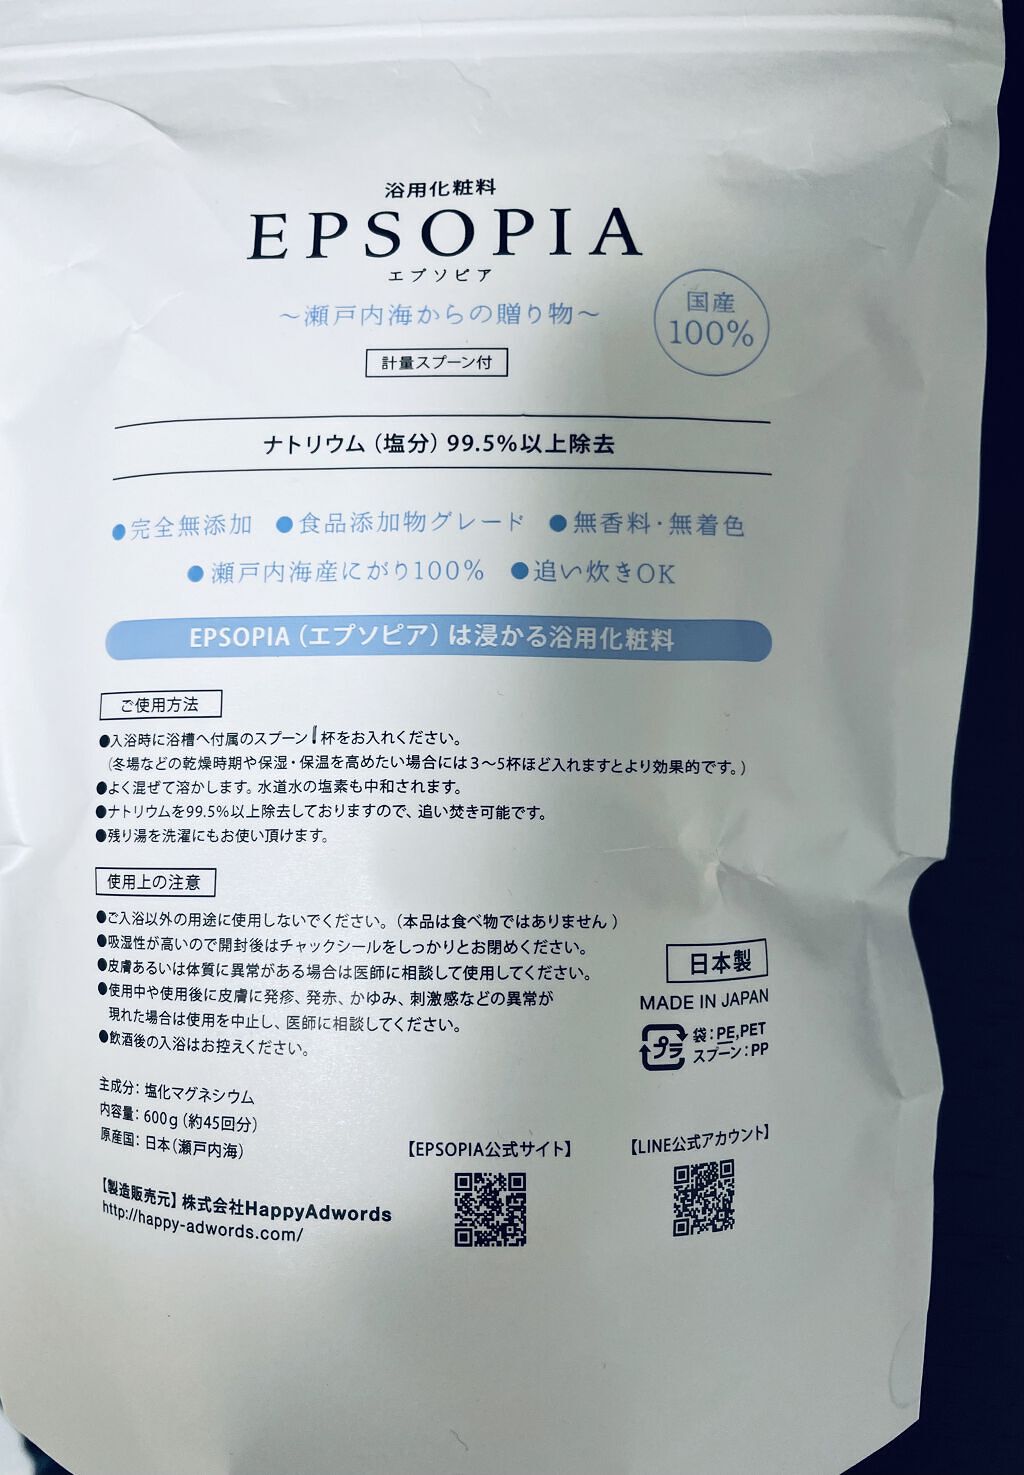 浴用化粧料
EPSOPIA
エプソピア
～瀬戸内海からの贈り物～
国産
100%
計量スプーン付
ナトリウム（塩分）99.5%以上除去
●完全無添加 ●食品添加物グレード ●無香料・無着色
●瀬戸内海産にがり100% ●追い炊きOK
EPSOPIA（エプソピア）は浸かる浴用化粧料
ご使用方法
●入浴時に浴槽へ付属のスプーン1杯をお入れください。
（冬場などの乾燥時期や保湿・保温を高めたい場合には3～5杯ほど入れますとより効果的です。）
●よく混ぜて溶かします。水道水の塩素も中和されます。
●ナトリウムを99.5%以上除去しておりますので、追い焚き可能です。
●残り湯を洗濯にもお使い頂けます。
使用上の注意
●ご入浴以外の用途に使用しないでください。（本品は食べ物ではありません）
●吸湿性が高いので開封後はチャックシールをしっかりとお閉めください。
●皮膚あるいは体質に異常がある場合は医師に相談して使用してください。
●使用中や使用後に皮膚に発疹、発赤、かゆみ、刺激感などの異常が
現れた場合は使用を中止し、医師に相談してください。
●飲酒後の入浴はお控えください。
日本製
MADE IN JAPAN
プラ
袋：PE,PET
スプーン：PP
主成分：塩化マグネシウム
内容量：600g（約45回分）
原産国：日本（瀬戸内海）
【製造販売元】株式会社HappyAdwords
http://happy-adwords.com/
【EPSOPIA公式サイト】
【LINE公式アカウント】